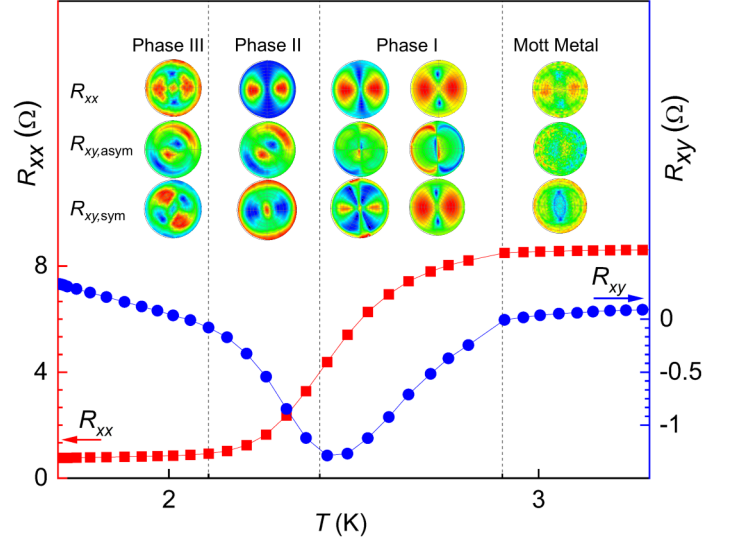 Phase III Phase II Phase I Mott Metal
Rxx
Rxy,asym
Rxy,sym
Rxx (Ω)
8
4
0
Rxx
Rxy
Rxy (Ω)
0
-0.5
-1
2 3
T (K)